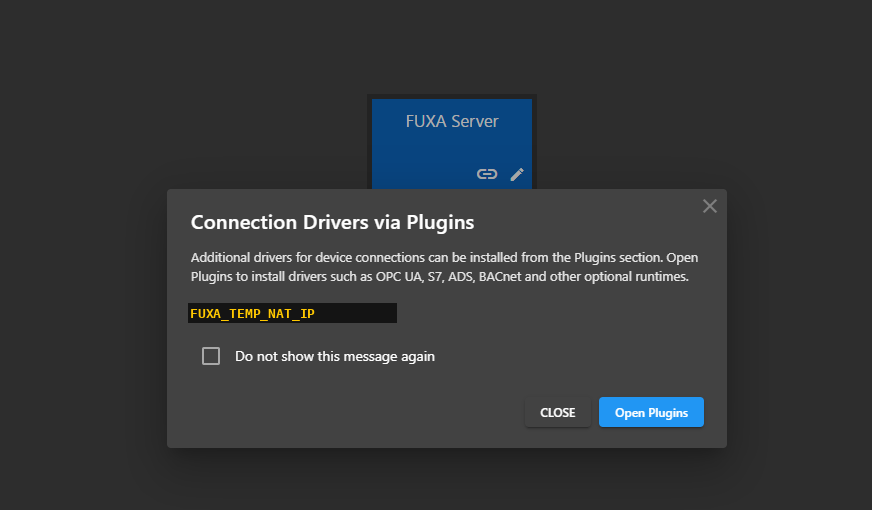 FUXA Server
Connection Drivers via Plugins
Additional drivers for device connections can be installed from the Plugins section. Open
Plugins to install drivers such as OPC UA, S7, ADS, BACnet and other optional runtimes.
FUXA_TEMP_NAT_IP
Do not show this message again
CLOSE
Open Plugins